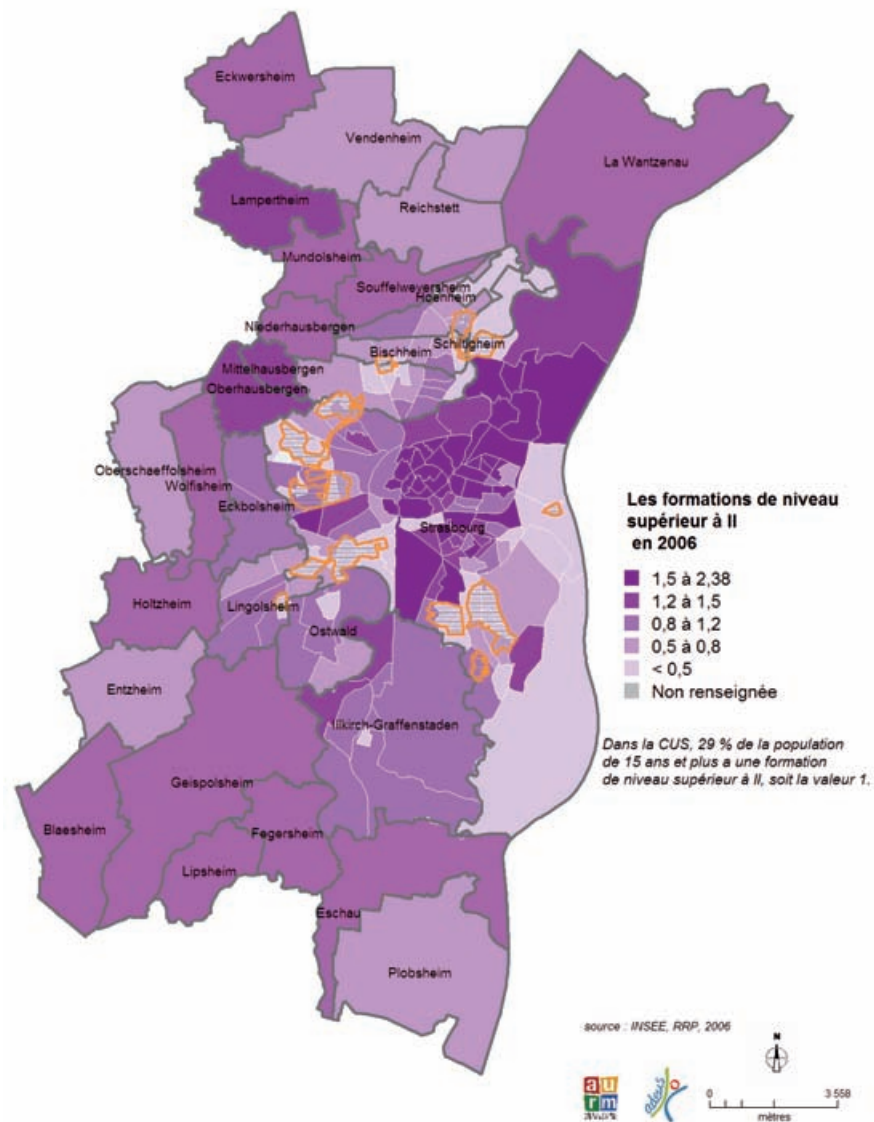 Eckwersheim
Vendenheim
La Wantzenau
Lampertheim
Reichstett
Mundolsheim
Souffelweyersheim
Hoenheim
Niederhausbergen
Schiltigheim
Bischheim
Mittelhausbergen
Oberhausbergen
Oberschaeffolsheim
Wolfisheim
Eckbolsheim
Strasbourg
Les formations de niveau
supérieur à II
en 2006
1,5 à 2,38
1,2 à 1,5
0,8 à 1,2
0,5 à 0,8
< 0,5
Non renseignée
Holtzheim
Lingolsheim
Ostwald
Entzheim
Illkirch-Graffenstaden
Dans la CUS, 29 % de la population
de 15 ans et plus a une formation
de niveau supérieur à II, soit la valeur 1.
Geispolsheim
Blaesheim
Fegersheim
Lipsheim
Eschau
Plobsheim
source : INSEE, RRP, 2006
N
au
rm
adeus
0 3 558
mètres